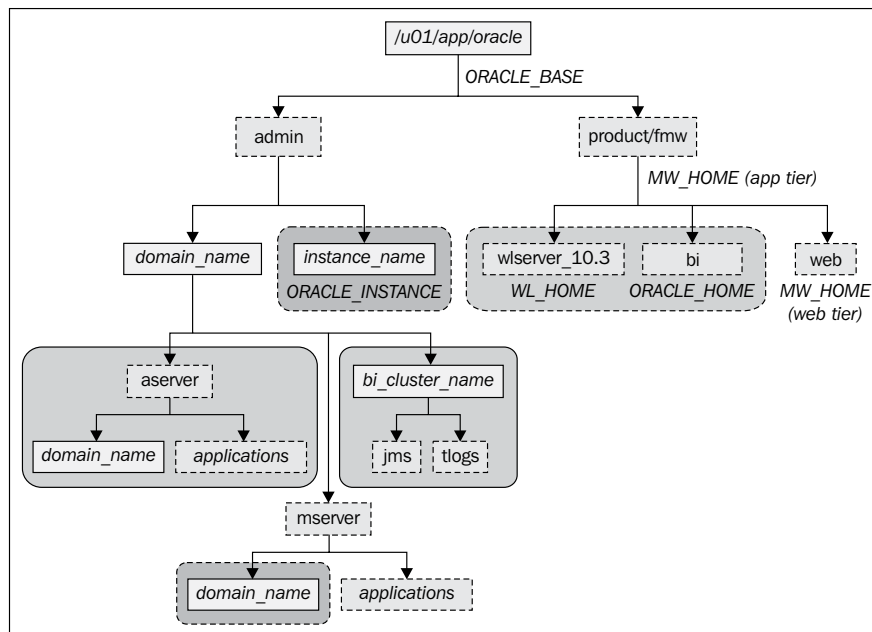 /u01/app/oracle
ORACLE_BASE
admin
product/fmw
MW_HOME (app tier)
domain_name
instance_name
ORACLE_INSTANCE
wlserver_10.3
WL_HOME
bi
ORACLE_HOME
web
MW_HOME
(web tier)
aserver
domain_name
applications
bi_cluster_name
jms
tlogs
mserver
domain_name
applications